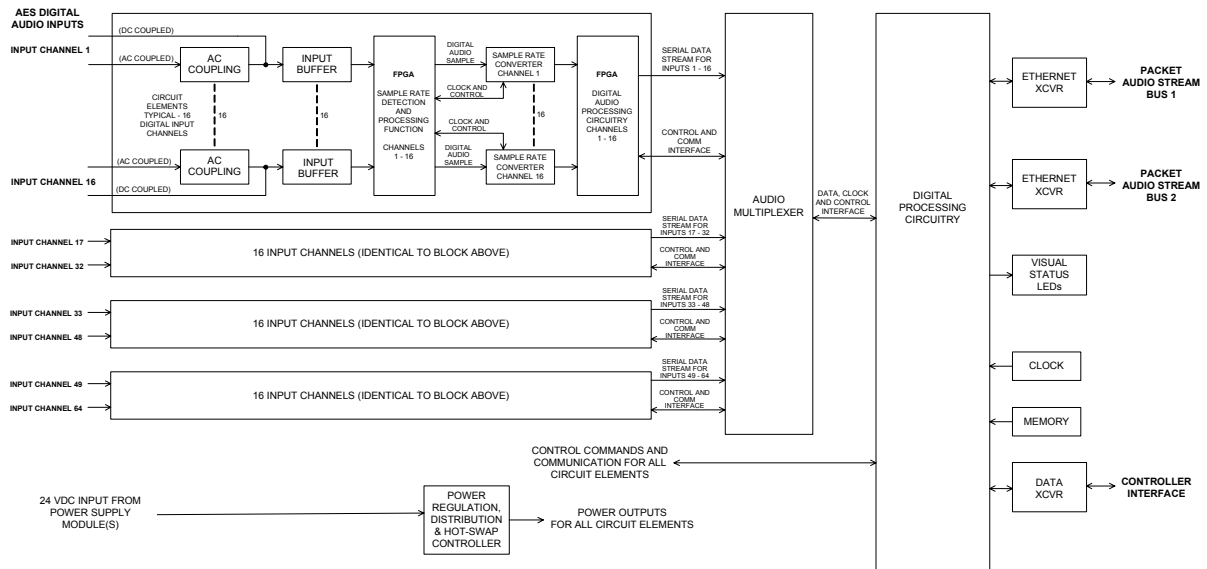 AES DIGITAL
AUDIO INPUTS
(DC COUPLED)
INPUT CHANNEL 1
(AC COUPLED)
AC
COUPLING
INPUT
BUFFER
CIRCUIT
ELEMENTS
TYPICAL - 16
DIGITAL INPUT
CHANNELS
16
16
FPGA
SAMPLE RATE
DETECTION
AND
PROCESSING
FUNCTION
CHANNELS
1 - 16
DIGITAL
AUDIO
SAMPLE
CLOCK AND
CONTROL
CLOCK AND
CONTROL
DIGITAL
AUDIO
SAMPLE
SAMPLE RATE
CONVERTER
CHANNEL 1
16
SAMPLE RATE
CONVERTER
CHANNEL 16
FPGA
DIGITAL
AUDIO
PROCESSING
CIRCUITRY
CHANNELS
1 - 16
(AC COUPLED)
AC
COUPLING
INPUT
BUFFER
INPUT CHANNEL 16
(DC COUPLED)
SERIAL DATA
STREAM FOR
INPUTS 1 - 16
CONTROL AND
COMM
INTERFACE
INPUT CHANNEL 17
INPUT CHANNEL 32
16 INPUT CHANNELS (IDENTICAL TO BLOCK ABOVE)
SERIAL DATA
STREAM FOR
INPUTS 17 - 32
CONTROL AND
COMM
INTERFACE
INPUT CHANNEL 33
INPUT CHANNEL 48
16 INPUT CHANNELS (IDENTICAL TO BLOCK ABOVE)
SERIAL DATA
STREAM FOR
INPUTS 33 - 48
CONTROL AND
COMM
INTERFACE
INPUT CHANNEL 49
INPUT CHANNEL 64
16 INPUT CHANNELS (IDENTICAL TO BLOCK ABOVE)
SERIAL DATA
STREAM FOR
INPUTS 49 - 64
CONTROL AND
COMM
INTERFACE
AUDIO
MULTIPLEXER
DATA, CLOCK
AND CONTROL
INTERFACE
DIGITAL
PROCESSING
CIRCUITRY
ETHERNET
XCVR
PACKET
AUDIO STREAM
BUS 1
ETHERNET
XCVR
PACKET
AUDIO STREAM
BUS 2
VISUAL
STATUS
LEDs
CLOCK
MEMORY
DATA
XCVR
CONTROLLER
INTERFACE
CONTROL COMMANDS AND
COMMUNICATION FOR ALL
CIRCUIT ELEMENTS
24 VDC INPUT FROM
POWER SUPPLY
MODULE(S)
POWER
REGULATION,
DISTRIBUTION
& HOT-SWAP
CONTROLLER
POWER OUTPUTS
FOR ALL CIRCUIT ELEMENTS